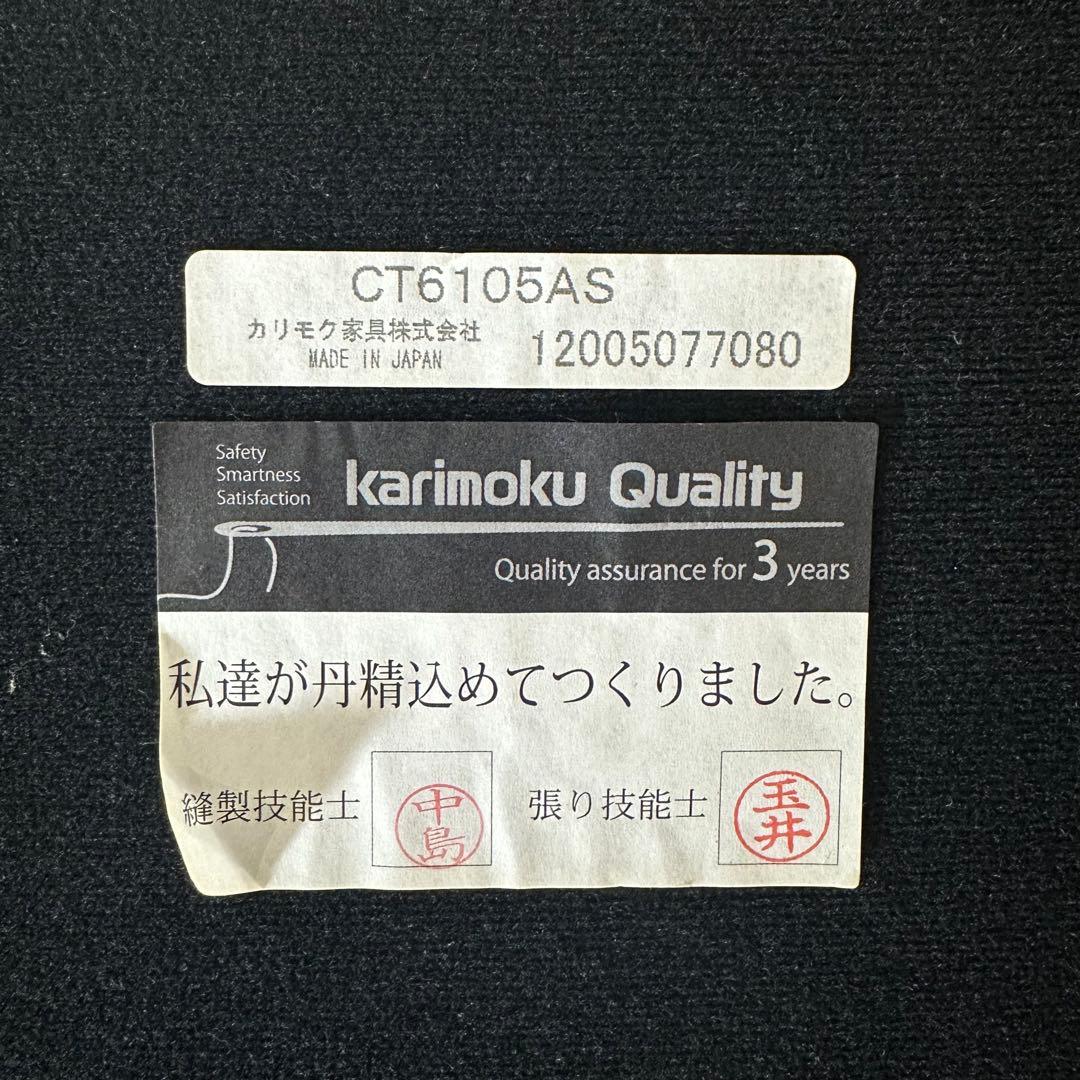 CT6105AS
カリモク家具株式会社
MADE IN JAPAN
12005077080
Safety
Smartness
Satisfaction
karimoku Quality
Quality assurance for 3 years
私達が丹精込めてつくりました。
縫製技能士
中島
張り技能士
玉井